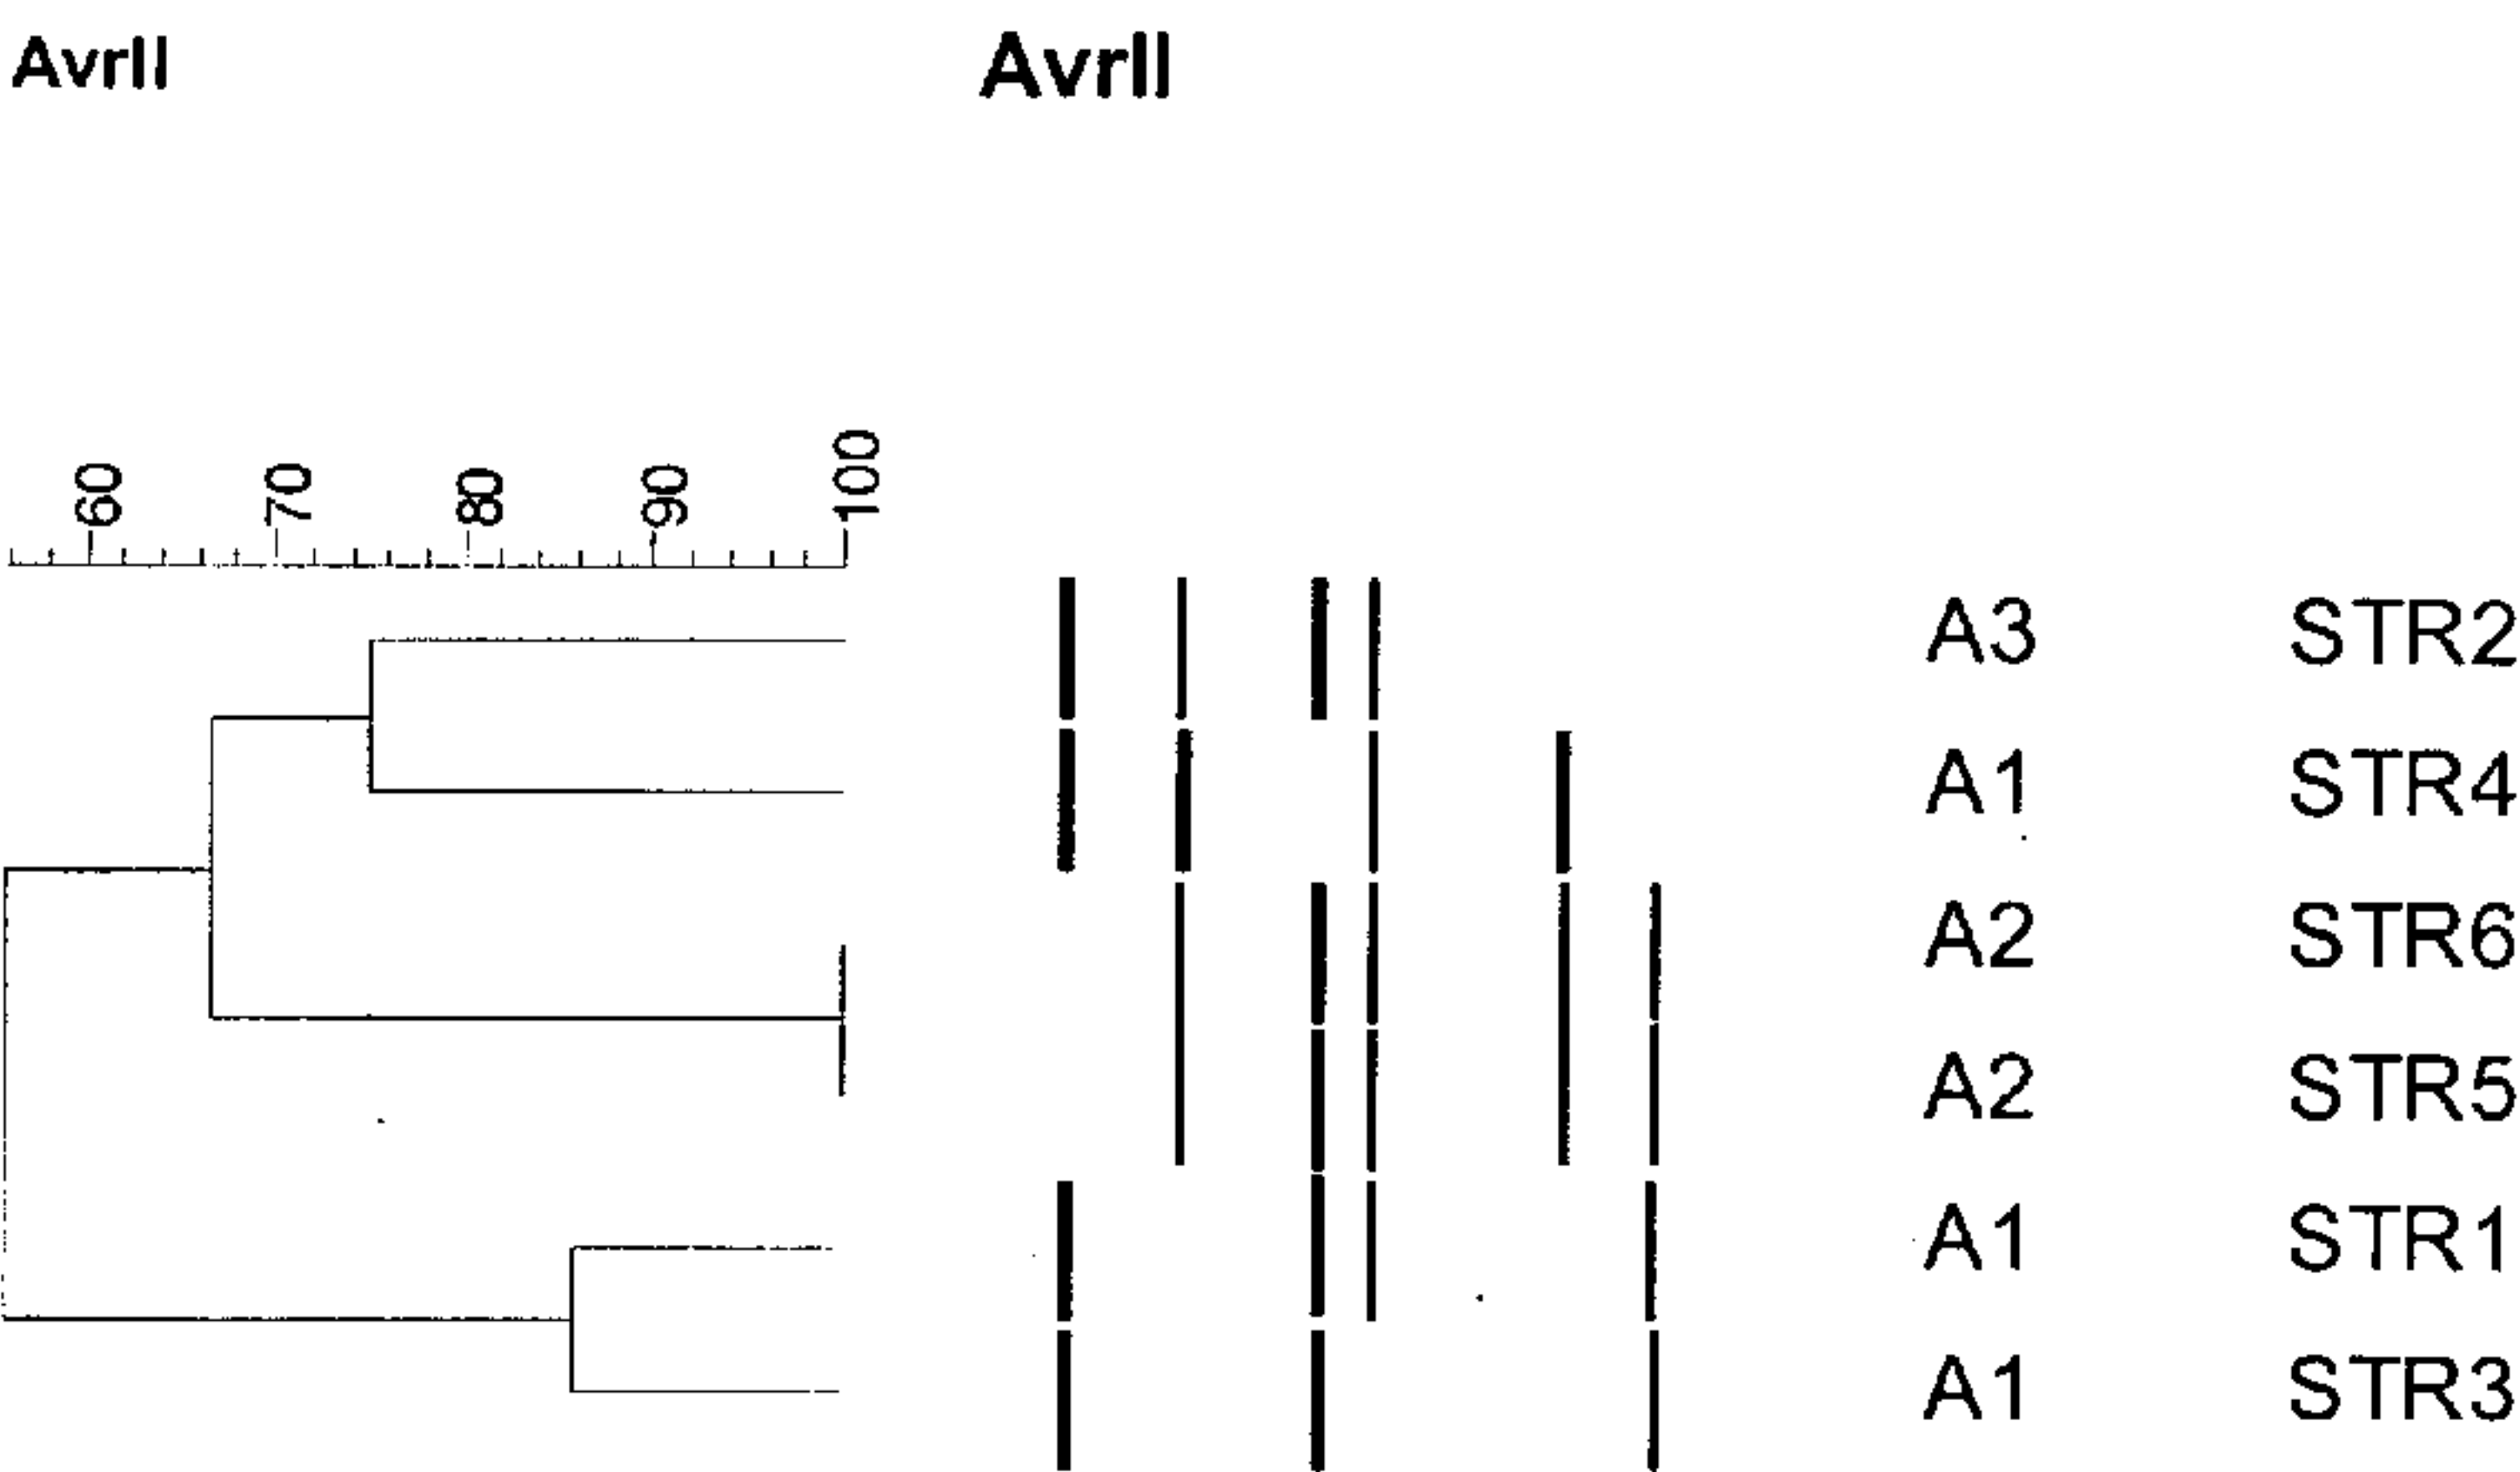 AvrII AvrII
60 70 80 90 100
A3 STR2
A1 STR4
A2 STR6
A2 STR5
A1 STR1
A1 STR3